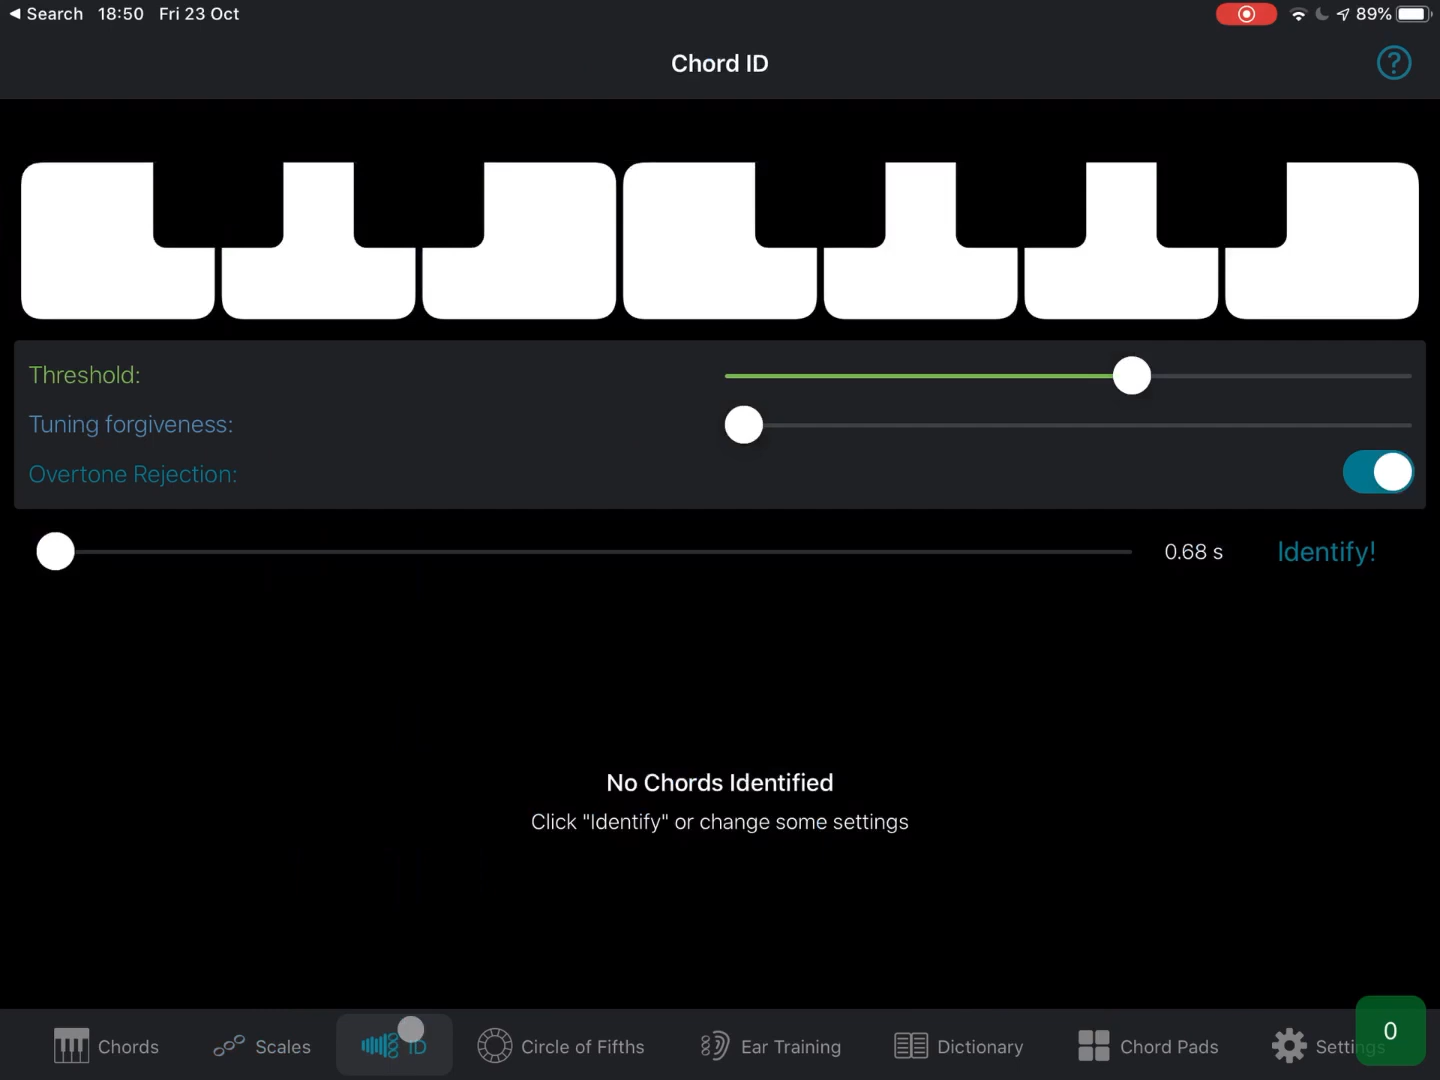 ◀ Search 18:50 Fri 23 Oct 89%
Chord ID
?
Threshold:
Tuning forgiveness:
Overtone Rejection:
0.68 s Identify!
No Chords Identified
Click "Identify" or change some settings
Chords Scales ID Circle of Fifths Ear Training Dictionary Chord Pads Settings 0